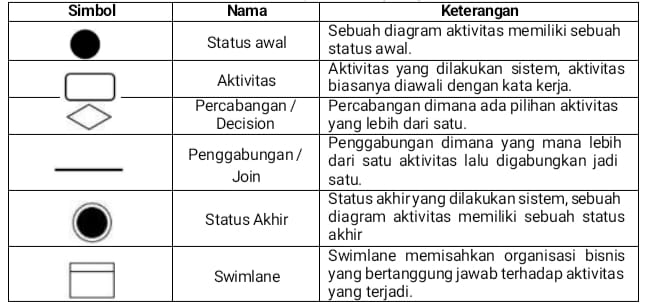 Simbol Nama Keterangan
Status awal
Sebuah diagram aktivitas memiliki sebuah
status awal.
Aktivitas
Aktivitas yang dilakukan sistem, aktivitas
biasanya diawali dengan kata kerja.
Percabangan /
Decision
Percabangan dimana ada pilihan aktivitas
yang lebih dari satu.
Penggabungan /
Join
Penggabungan dimana yang mana lebih
dari satu aktivitas lalu digabungkan jadi
satu.
Status Akhir
Status akhir yang dilakukan sistem, sebuah
diagram aktivitas memiliki sebuah status
akhir
Swimlane
Swimlane memisahkan organisasi bisnis
yang bertanggung jawab terhadap aktivitas
yang terjadi.